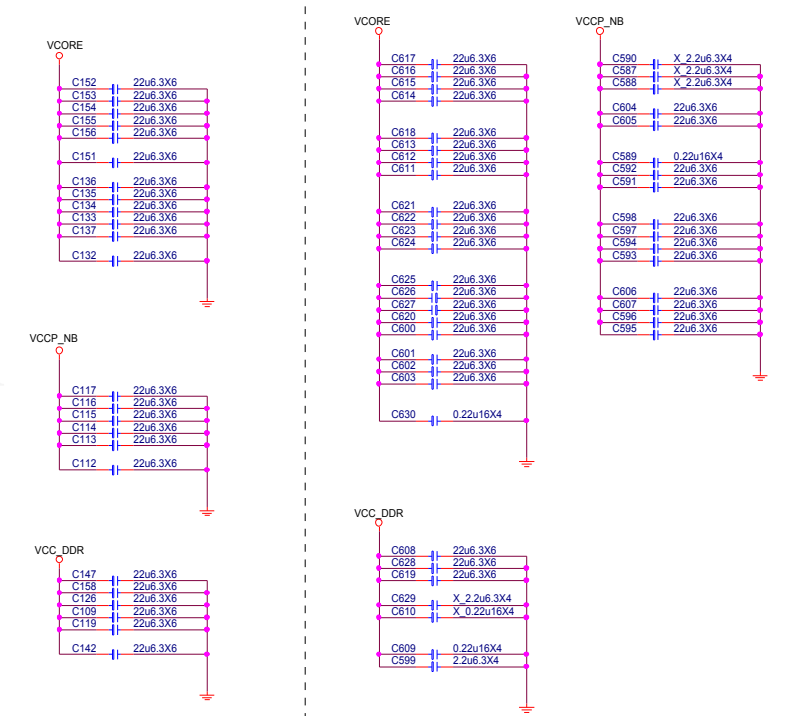 VCORE
C152 22u6.3X6
C153 22u6.3X6
C154 22u6.3X6
C155 22u6.3X6
C156 22u6.3X6
C151 22u6.3X6
C136 22u6.3X6
C135 22u6.3X6
C134 22u6.3X6
C133 22u6.3X6
C137 22u6.3X6
C132 22u6.3X6
VCCP_NB
C117 22u6.3X6
C116 22u6.3X6
C115 22u6.3X6
C114 22u6.3X6
C113 22u6.3X6
C112 22u6.3X6
VCC_DDR
C147 22u6.3X6
C158 22u6.3X6
C126 22u6.3X6
C109 22u6.3X6
C119 22u6.3X6
C142 22u6.3X6
VCORE
C617 22u6.3X6
C616 22u6.3X6
C615 22u6.3X6
C614 22u6.3X6
C618 22u6.3X6
C613 22u6.3X6
C612 22u6.3X6
C611 22u6.3X6
C621 22u6.3X6
C622 22u6.3X6
C623 22u6.3X6
C624 22u6.3X6
C625 22u6.3X6
C626 22u6.3X6
C627 22u6.3X6
C620 22u6.3X6
C600 22u6.3X6
C601 22u6.3X6
C602 22u6.3X6
C603 22u6.3X6
C630 0.22u16X4
VCC_DDR
C608 22u6.3X6
C628 22u6.3X6
C619 22u6.3X6
C629 X_2.2u6.3X4
C610 X_0.22u16X4
C609 0.22u16X4
C599 2.2u6.3X4
VCCP_NB
C590 X_2.2u6.3X4
C587 X_2.2u6.3X4
C588 X_2.2u6.3X4
C604 22u6.3X6
C605 22u6.3X6
C589 0.22u16X4
C592 22u6.3X6
C591 22u6.3X6
C598 22u6.3X6
C597 22u6.3X6
C594 22u6.3X6
C593 22u6.3X6
C606 22u6.3X6
C607 22u6.3X6
C596 22u6.3X6
C595 22u6.3X6